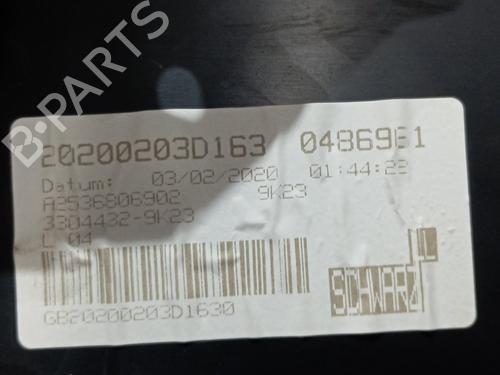 B-PARTS
20200203D163 0486961
Datum: 03/02/2020 01:44:23
A2536806902 9K23
3304432-9K23
L 04
L
GB20200203D1630
SCHWARZ